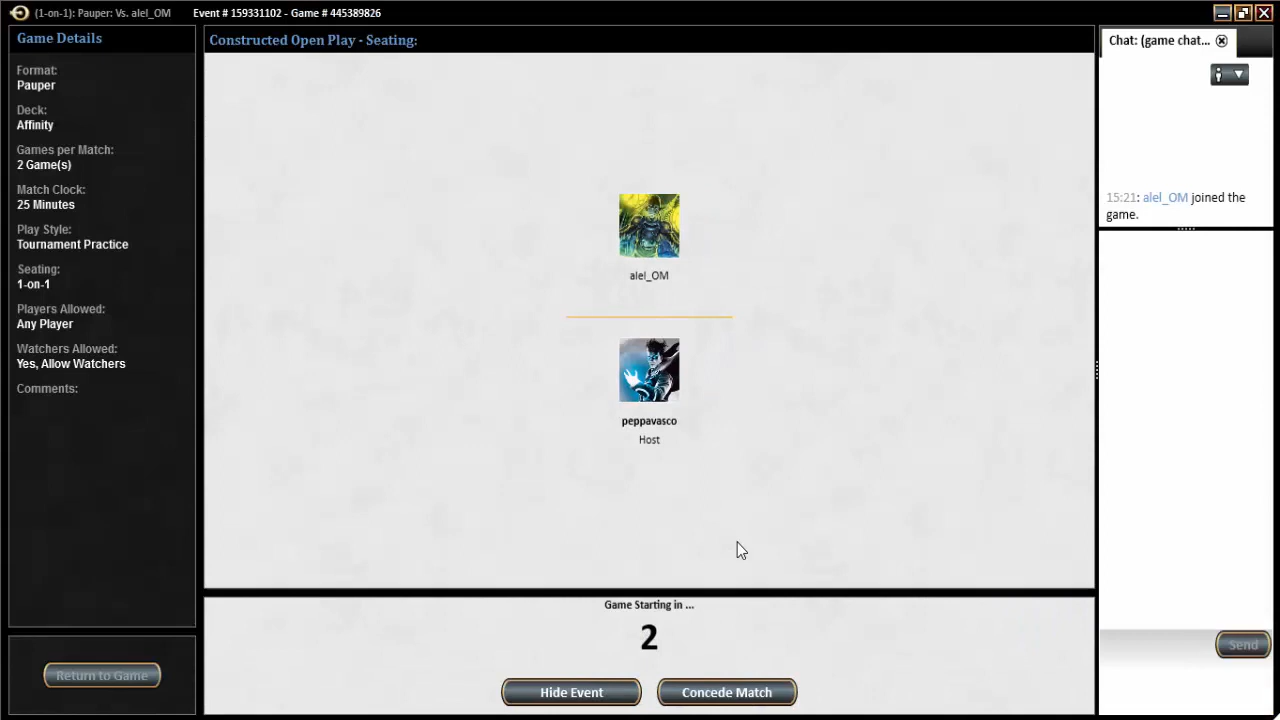 (1-on-1): Pauper: Vs. alel_OM
Event # 159331102 - Game # 445389826
Game Details
Format:
Pauper
Deck:
Affinity
Games per Match:
2 Game(s)
Match Clock:
25 Minutes
Play Style:
Tournament Practice
Seating:
1-on-1
Players Allowed:
Any Player
Watchers Allowed:
Yes, Allow Watchers
Comments:
Return to Game
Constructed Open Play - Seating:
alel_OM
peppavasco
Host
Game Starting in ...
2
Hide Event
Concede Match
Chat: (game chat...
15:21: alel_OM joined the
game.
Send